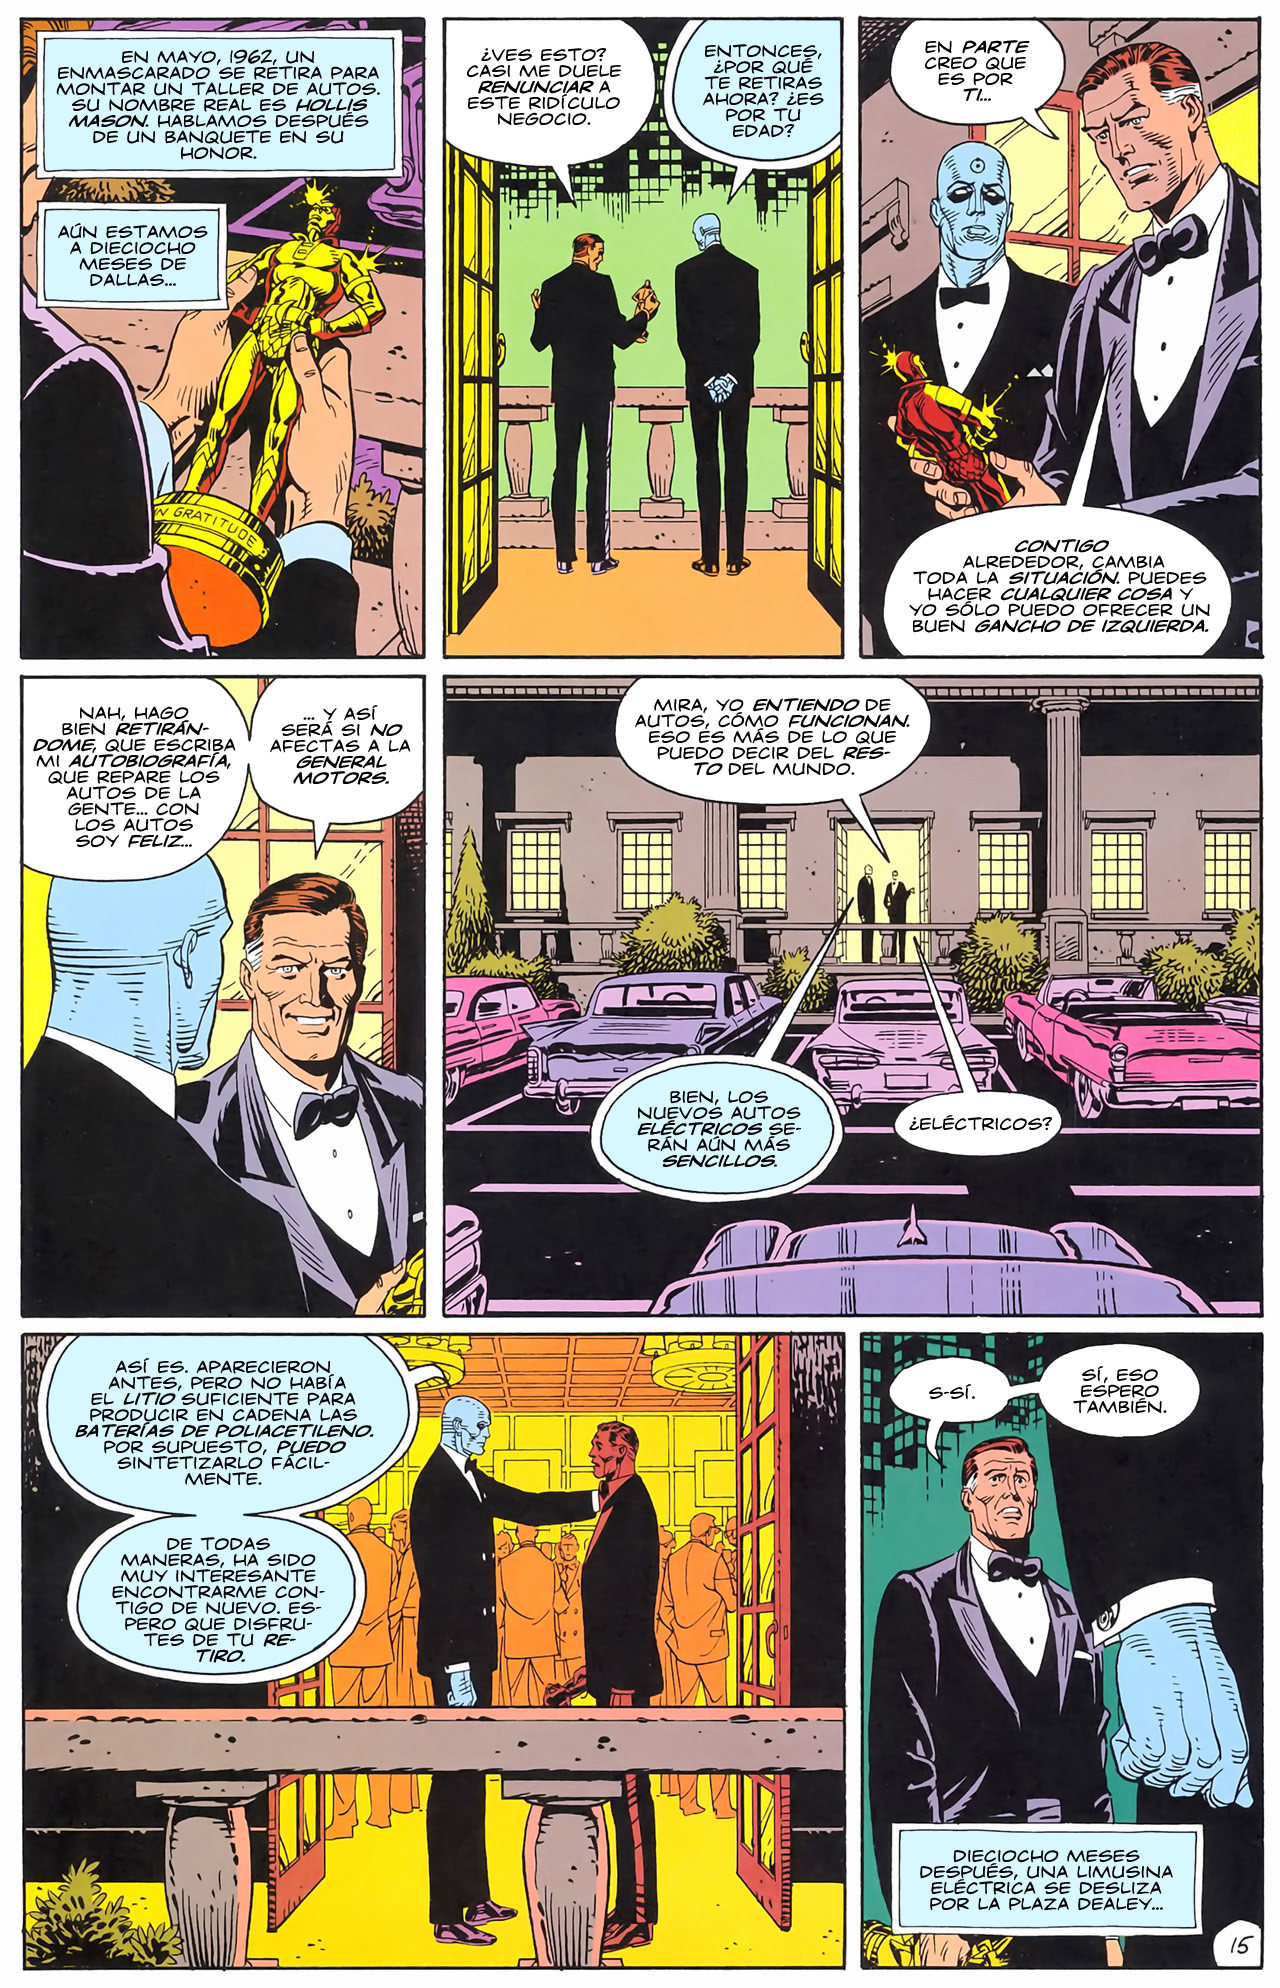 EN MAYO, 1962, UN
ENMASCARADO SE RETIRA PARA
MONTAR UN TALLER DE AUTOS.
SU NOMBRE REAL ES HOLLIS
MASON. HABLAMOS DESPUÉS
DE UN BANQUETE EN SU
HONOR.
AÚN ESTAMOS
A DIECIOCHO
MESES DE
DALLAS...
IN GRATITUDE
¿VES ESTO?
CASI ME DUELE
RENUNCIAR A
ESTE RIDÍCULO
NEGOCIO.
ENTONCES,
¿POR QUÉ
TE RETIRAS
AHORA? ¿ES
POR TU
EDAD?
EN PARTE
CREO QUE
ES POR
TI...
CONTIGO
ALREDEDOR, CAMBIA
TODA LA SITUACIÓN. PUEDES
HACER CUALQUIER COSA Y
YO SÓLO PUEDO OFRECER UN
BUEN GANCHO DE IZQUIERDA.
NAH, HAGO
BIEN RETIRÁN-
DOME, QUE ESCRIBA
MI AUTOBIOGRAFÍA,
QUE REPARE LOS
AUTOS DE LA
GENTE... CON
LOS AUTOS
SOY FELIZ...
... Y ASÍ
SERÁ SI NO
AFECTAS A LA
GENERAL
MOTORS.
MIRA, YO ENTIENDO DE
AUTOS, CÓMO FUNCIONAN.
ESO ES MÁS DE LO QUE
PUEDO DECIR DEL RES-
TO DEL MUNDO.
BIEN, LOS
NUEVOS AUTOS
ELÉCTRICOS SE-
RÁN AÚN MÁS
SENCILLOS.
¿ELÉCTRICOS?
ASÍ ES. APARECIERON
ANTES, PERO NO HABÍA
EL LITIO SUFICIENTE PARA
PRODUCIR EN CADENA LAS
BATERÍAS DE POLIACETILENO.
POR SUPUESTO, PUEDO
SINTETIZARLO FÁCIL-
MENTE.
DE TODAS
MANERAS, HA SIDO
MUY INTERESANTE
ENCONTRARME CON-
TIGO DE NUEVO. ES-
PERO QUE DISFRU-
TES DE TU RE-
TIRO.
S-SÍ.
SÍ, ESO
ESPERO
TAMBIÉN.
DIECIOCHO MESES
DESPUÉS, UNA LIMUSINA
ELÉCTRICA SE DESLIZA
POR LA PLAZA DEALEY...
15